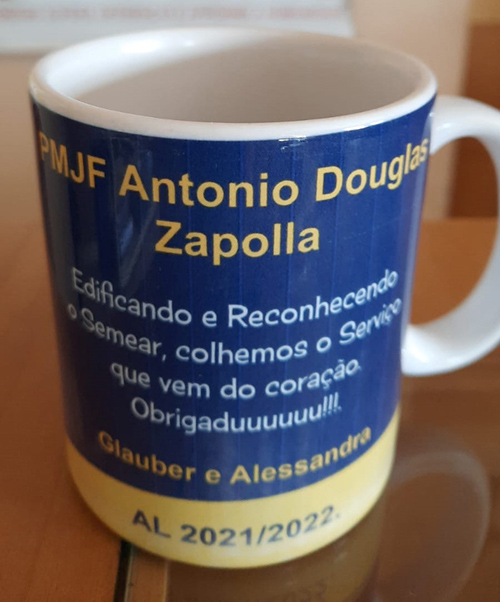 PMJF Antonio Douglas
Zapolla
Edificando e Reconhecendo
o Semear, colhemos o Serviço
que vem do coração.
Obrigaduuuuuu!!!
Glauber e Alessandra
AL 2021/2022.